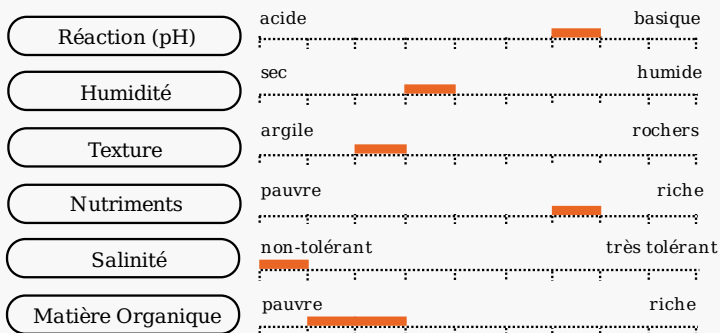 acide basique
Réaction (pH)
sec humide
Humidité
argile rochers
Texture
pauvre riche
Nutriments
non-tolérant très tolérant
Salinité
pauvre riche
Matière Organique